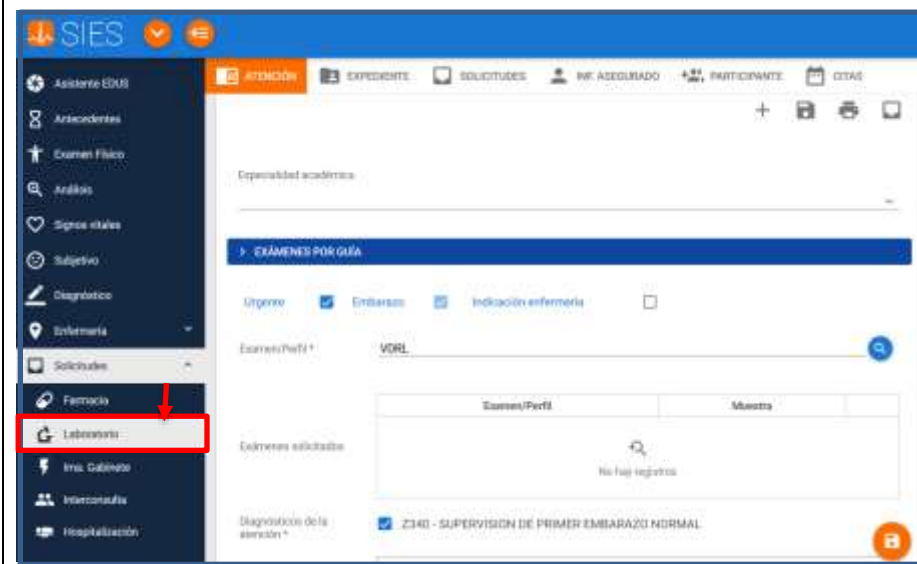 SIES
Asistente EDUS
Antecedentes
Examen Físico
Análisis
Signos vitales
Subjetivo
Diagnóstico
Enfermería
Solicitudes
Farmacia
Laboratorio
Img. Gabinete
Interconsulta
Hospitalización
ATENCIÓN EXPEDIENTE SOLICITUDES INF. ASEGURADO PARTICIPANTE CITAS
Especialidad académica
> EXÁMENES POR GUÍA
Urgente Embarazo Indicación enfermería
Examen/Perfil * VDRL
Examen/Perfil Muestra
Exámenes solicitados
No hay registros
Diagnósticos de la atención * Z340 - SUPERVISION DE PRIMER EMBARAZO NORMAL